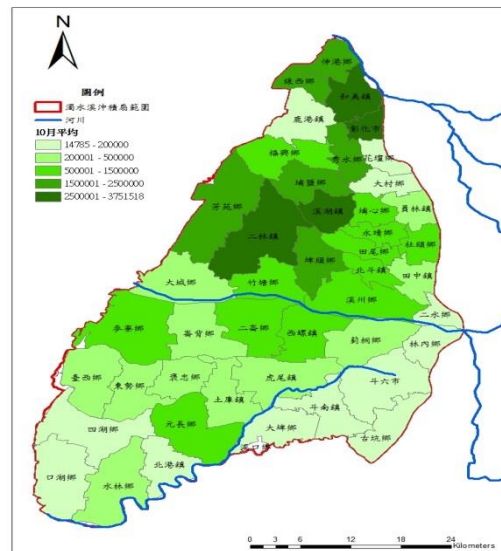 N
圖例
濁水溪沖積扇範圍
河川
10月平均
14785 - 200000
200001 - 500000
500001 - 1500000
1500001 - 2500000
2500001 - 3751518
伸港鄉
線西鄉
和美鎮
鹿港鎮
彰化市
福興鄉
秀水鄉
花壇鄉
大村鄉
埔鹽鄉
芳苑鄉
溪湖鎮
埔心鄉
員林鎮
永靖鄉
社頭鄉
二林鎮
埤頭鄉
田尾鄉
北斗鎮
田中鎮
大城鄉
竹塘鄉
溪州鄉
二水鄉
麥寮鄉
崙背鄉
二崙鄉
西螺鎮
莿桐鄉
林內鄉
臺西鄉
東勢鄉
褒忠鄉
虎尾鎮
土庫鎮
斗六市
斗南鎮
四湖鄉
元長鄉
大埤鄉
古坑鄉
北港鎮
口湖鄉
水林鄉
0 3 6 12 18 24
Kilometers